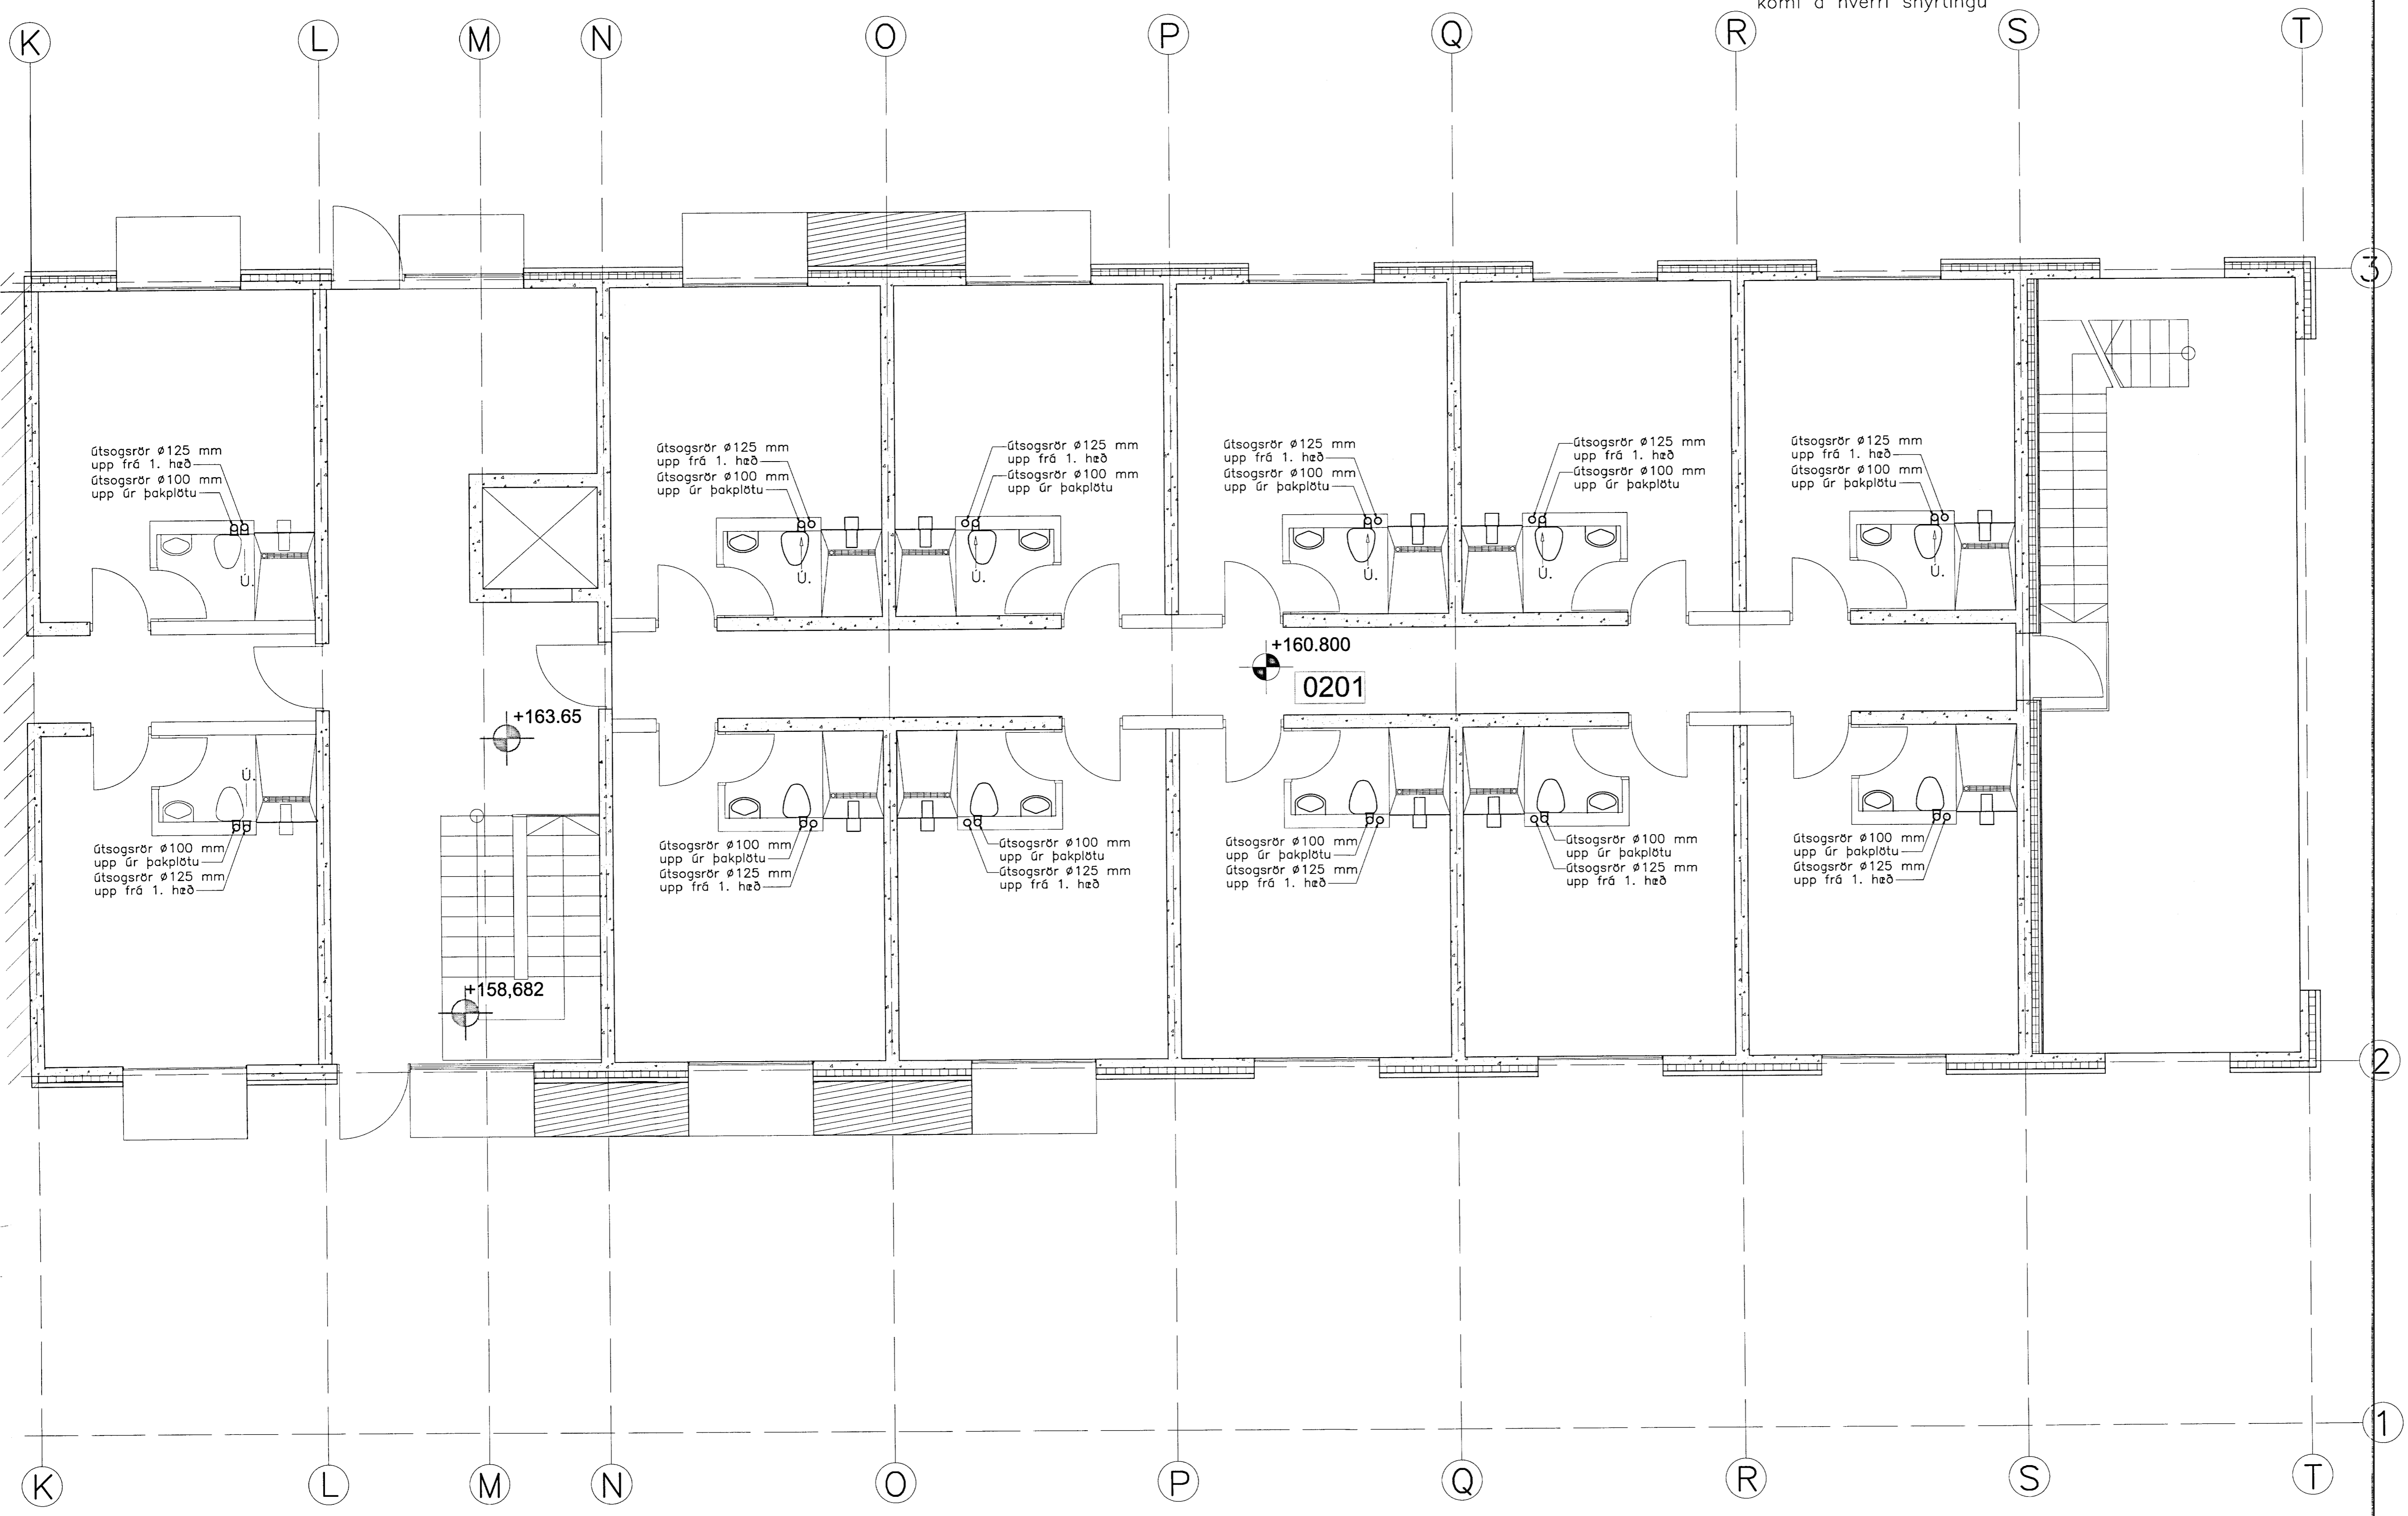 komi á hverri snyrtingu
K L M N O P Q R S T
3
útsogsrör ø125 mm
upp frá 1. hæð
útsogsrör ø100 mm
upp úr þakplötu
Ú.
útsogsrör ø125 mm
upp frá 1. hæð
útsogsrör ø100 mm
upp úr þakplötu
Ú.
útsogsrör ø125 mm
upp frá 1. hæð
útsogsrör ø100 mm
upp úr þakplötu
Ú.
útsogsrör ø125 mm
upp frá 1. hæð
útsogsrör ø100 mm
upp úr þakplötu
Ú.
útsogsrör ø125 mm
upp frá 1. hæð
útsogsrör ø100 mm
upp úr þakplötu
Ú.
útsogsrör ø125 mm
upp frá 1. hæð
útsogsrör ø100 mm
upp úr þakplötu
Ú.
+160.800
0201
+163.65
Ú.
útsogsrör ø100 mm
upp úr þakplötu
útsogsrör ø125 mm
upp frá 1. hæð
útsogsrör ø100 mm
upp úr þakplötu
útsogsrör ø125 mm
upp frá 1. hæð
útsogsrör ø100 mm
upp úr þakplötu
útsogsrör ø125 mm
upp frá 1. hæð
útsogsrör ø100 mm
upp úr þakplötu
útsogsrör ø125 mm
upp frá 1. hæð
útsogsrör ø100 mm
upp úr þakplötu
útsogsrör ø125 mm
upp frá 1. hæð
útsogsrör ø100 mm
upp úr þakplötu
útsogsrör ø125 mm
upp frá 1. hæð
+158,682
2
1
K L M N O P Q R S T